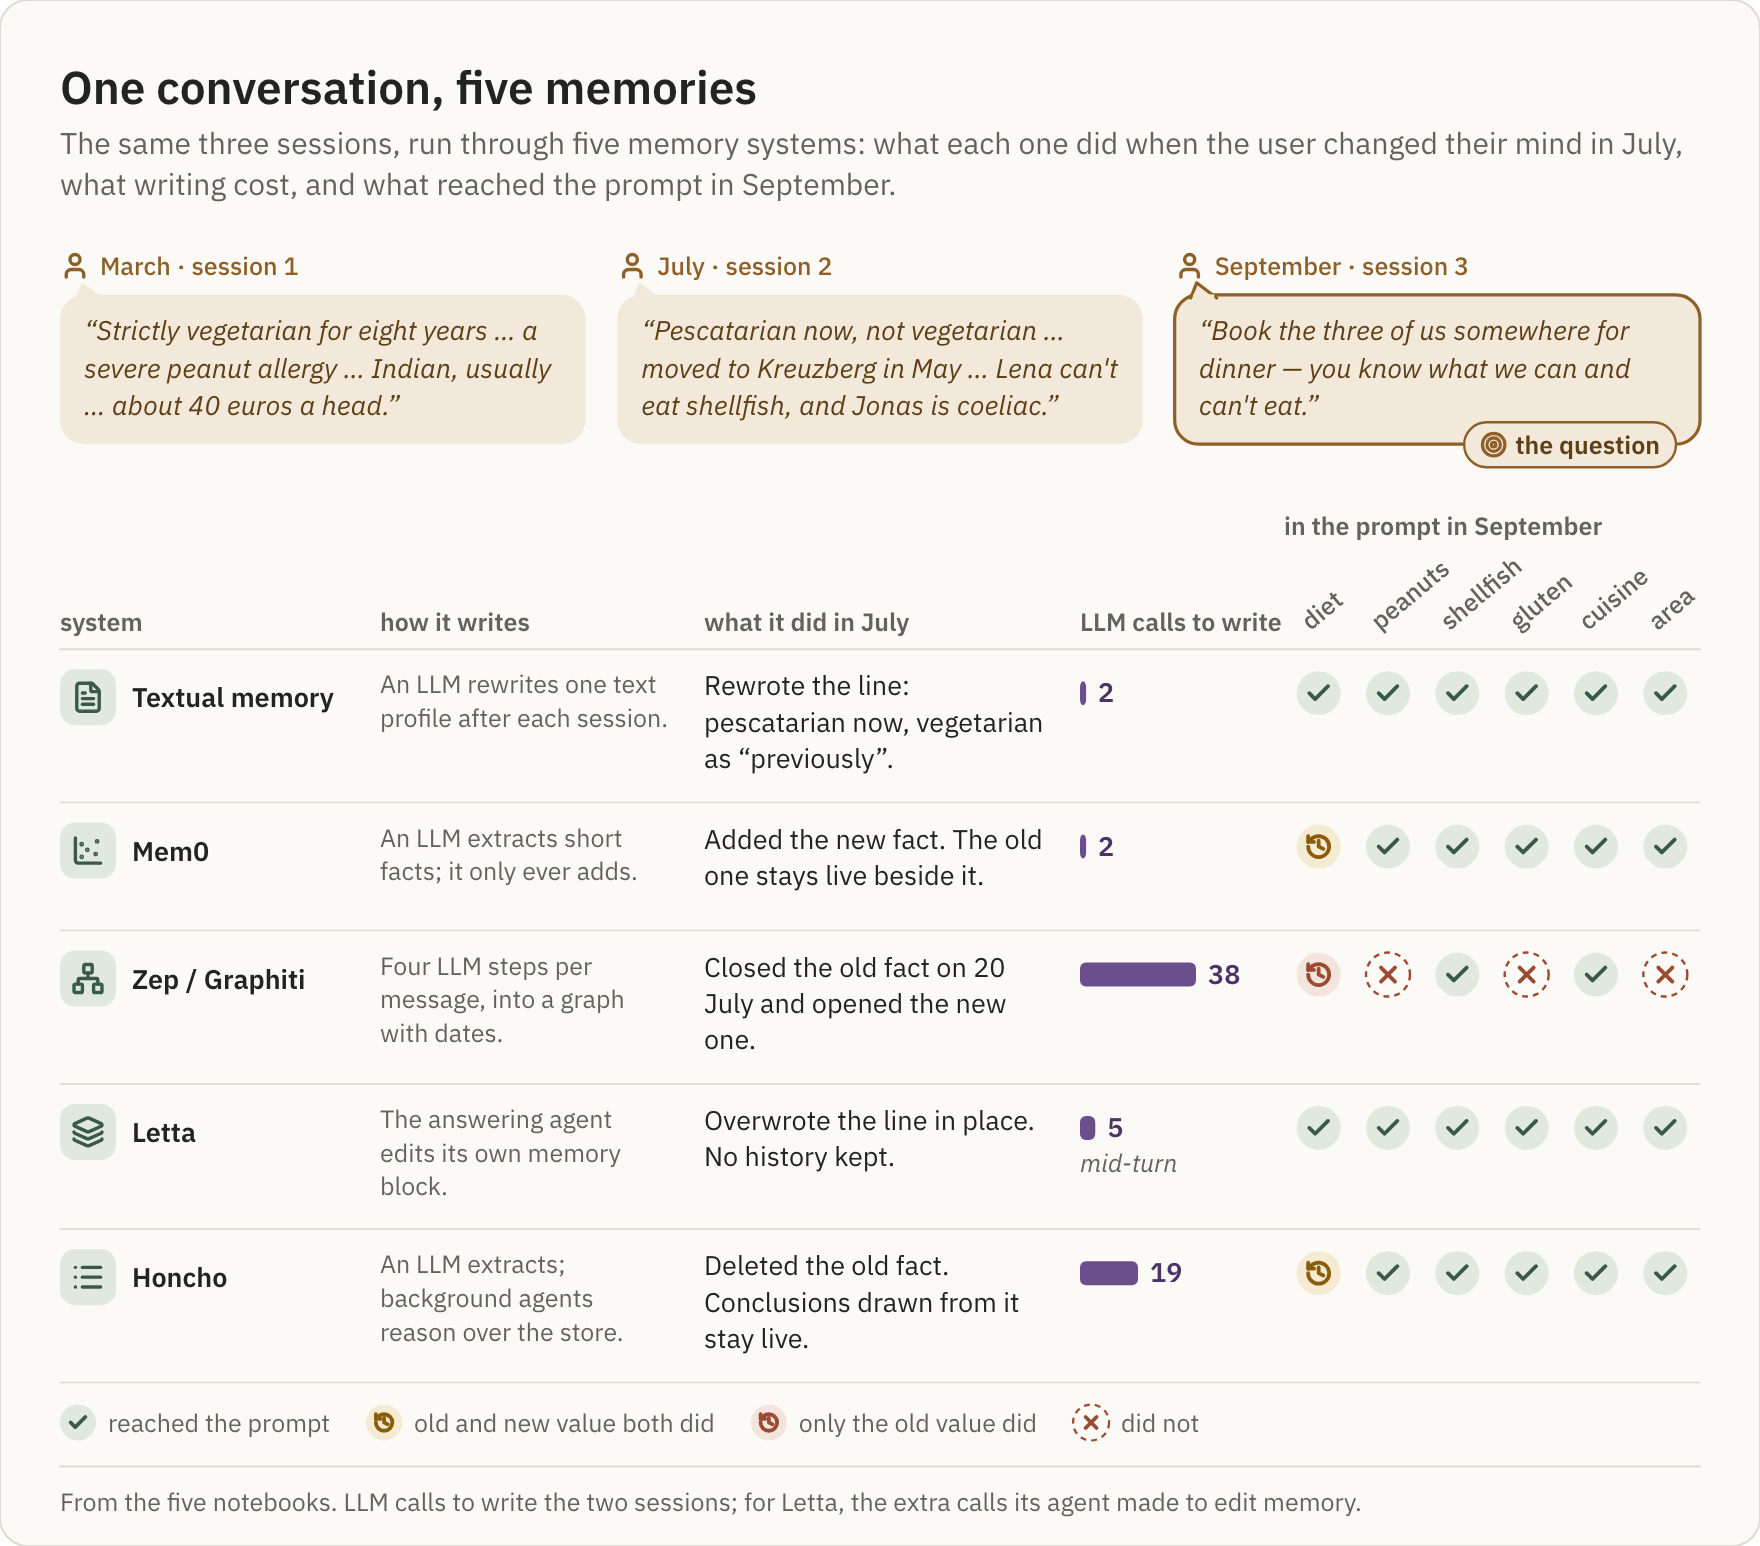 One conversation, five memories
The same three sessions, run through five memory systems: what each one did when the user changed their mind in July,
what writing cost, and what reached the prompt in September.
March · session 1
“Strictly vegetarian for eight years ... a
severe peanut allergy ... Indian, usually
... about 40 euros a head.”
July · session 2
“Pescatarian now, not vegetarian ...
moved to Kreuzberg in May ... Lena can't
eat shellfish, and Jonas is coeliac.”
September · session 3
“Book the three of us somewhere for
dinner — you know what we can and
can't eat.”
the question
in the prompt in September
system
how it writes
what it did in July
LLM calls to write
diet
peanuts
shellfish
gluten
cuisine
area
Textual memory
An LLM rewrites one text
profile after each session.
Rewrote the line:
pescatarian now, vegetarian
as “previously”.
2
Mem0
An LLM extracts short
facts; it only ever adds.
Added the new fact. The old
one stays live beside it.
2
Zep / Graphiti
Four LLM steps per
message, into a graph
with dates.
Closed the old fact on 20
July and opened the new
one.
38
Letta
The answering agent
edits its own memory
block.
Overwrote the line in place.
No history kept.
5
mid-turn
Honcho
An LLM extracts;
background agents
reason over the store.
Deleted the old fact.
Conclusions drawn from it
stay live.
19
reached the prompt
old and new value both did
only the old value did
did not
From the five notebooks. LLM calls to write the two sessions; for Letta, the extra calls its agent made to edit memory.